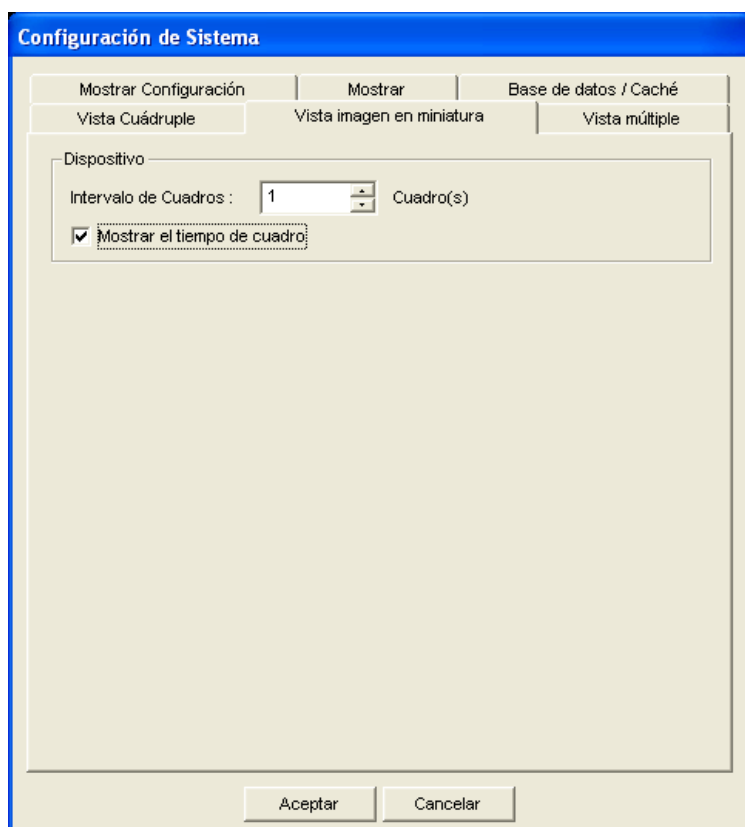 Configuración de Sistema
Mostrar Configuración Mostrar Base de datos / Caché
Vista Cuádruple Vista imagen en miniatura Vista múltiple
Dispositivo
Intervalo de Cuadros : 1 Cuadro(s)
Mostrar el tiempo de cuadro
Aceptar Cancelar